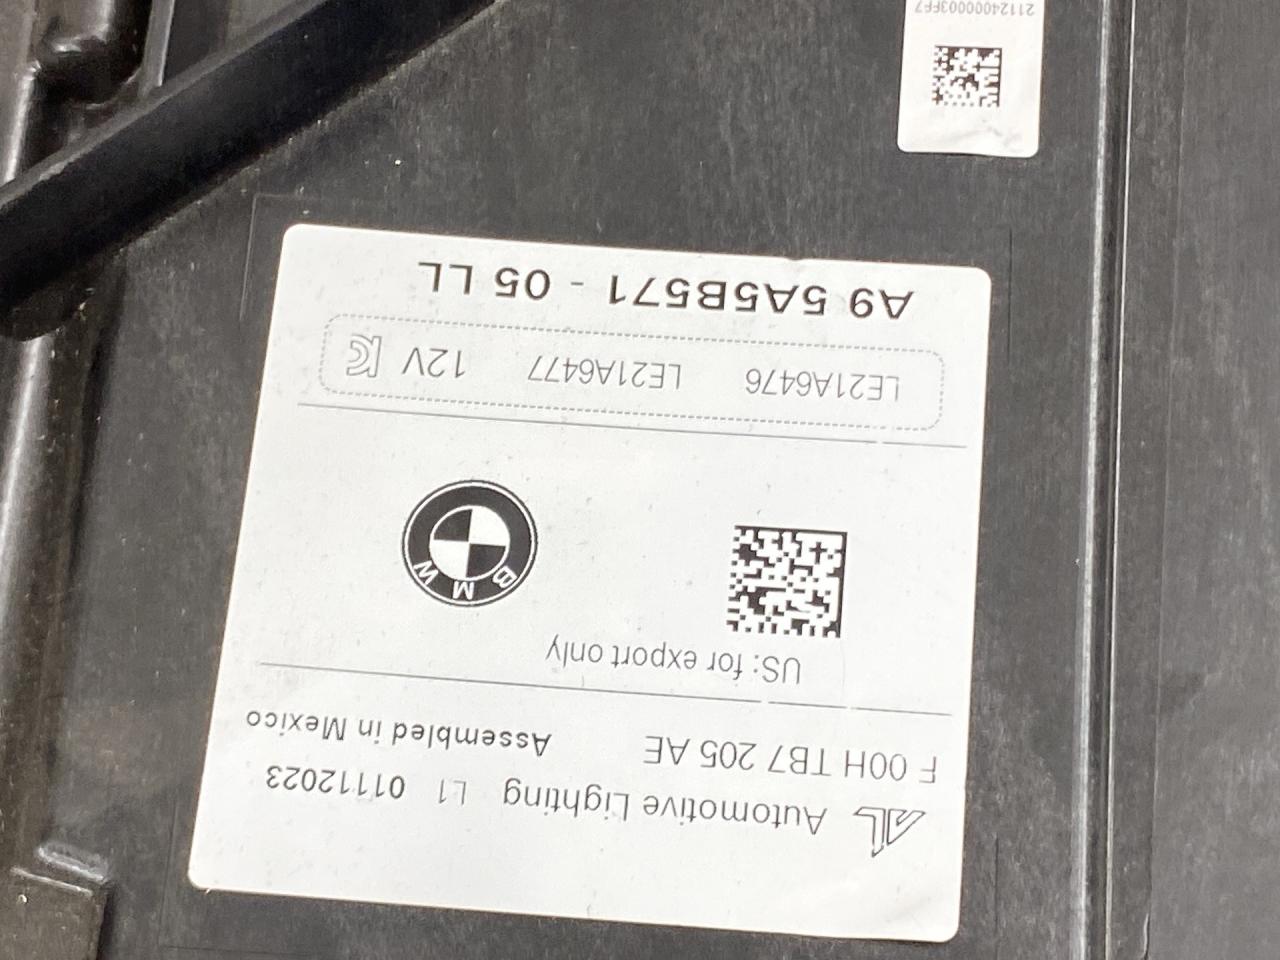 Automotive Lighting L1 01112023
F 00H TB7 205 AE Assembled in Mexico
US: for export only
BMW
LE21A6476 LE21A6477 12V
A9 5A5B571 - 05 LL
2112400003FF7